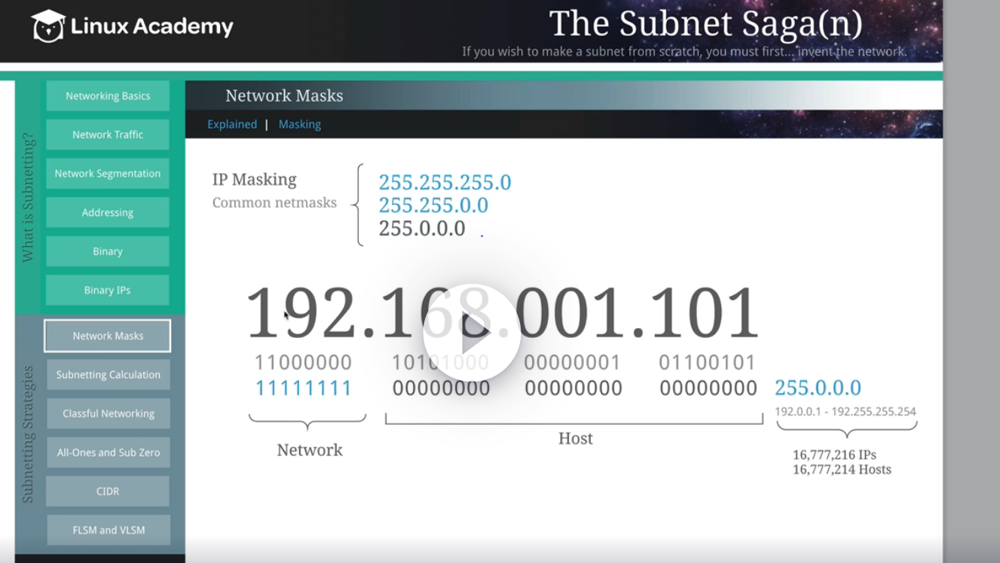 Linux Academy
The Subnet Saga(n)
If you wish to make a subnet from scratch, you must first... invent the network.
What is Subnetting?
Networking Basics
Network Traffic
Network Segmentation
Addressing
Binary
Binary IPs
Subnetting Strategies
Network Masks
Subnetting Calculation
Classful Networking
All-Ones and Sub Zero
CIDR
FLSM and VLSM
Network Masks
Explained | Masking
IP Masking
Common netmasks
255.255.255.0
255.255.0.0
255.0.0.0
192.168.001.101
11000000 10101000 00000001 01100101
11111111 00000000 00000000 00000000 255.0.0.0
192.0.0.1 - 192.255.255.254
Network
Host
16,777,216 IPs
16,777,214 Hosts